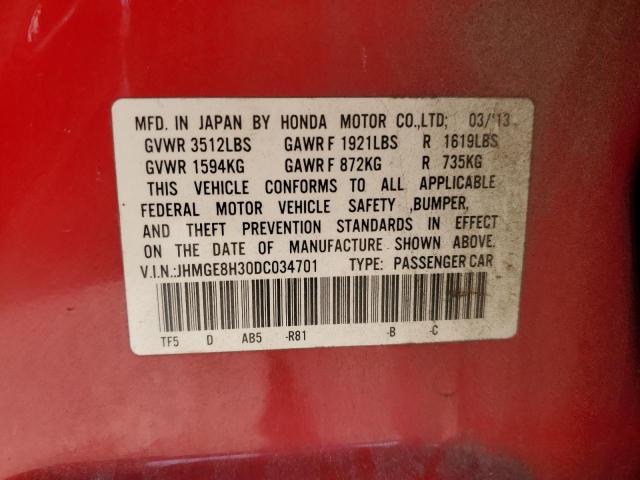 MFD. IN JAPAN BY HONDA MOTOR CO.,LTD; 03/'13
GVWR 3512LBS GAWR F 1921LBS R 1619LBS
GVWR 1594KG GAWR F 872KG R 735KG
THIS VEHICLE CONFORMS TO ALL APPLICABLE
FEDERAL MOTOR VEHICLE SAFETY ,BUMPER,
AND THEFT PREVENTION STANDARDS IN EFFECT
ON THE DATE OF MANUFACTURE SHOWN ABOVE.
V.I.N.:JHMGE8H30DC034701 TYPE: PASSENGER CAR
TF5 D AB5 -R81 -B -C